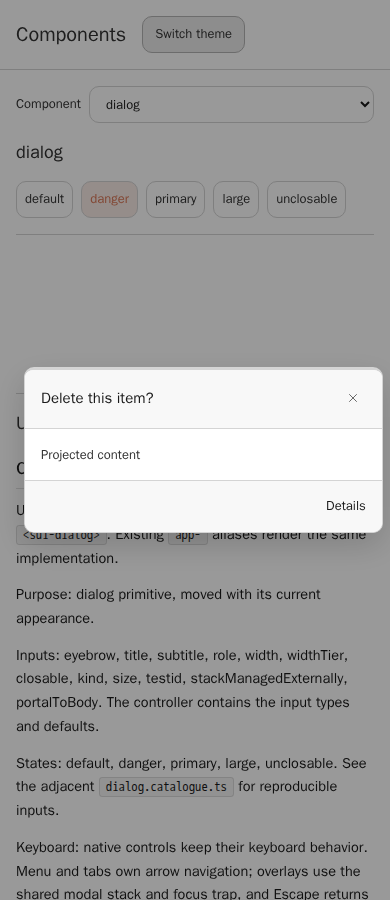 Components Switch theme
Component dialog
dialog
default danger primary large unclosable
Delete this item?
Projected content
Details
<sui-dialog>. Existing app- aliases render the same
implementation.
Purpose: dialog primitive, moved with its current
appearance.
Inputs: eyebrow, title, subtitle, role, width, widthTier,
closable, kind, size, testid, stackManagedExternally,
portalToBody. The controller contains the input types
and defaults.
States: default, danger, primary, large, unclosable. See
the adjacent dialog.catalogue.ts for reproducible
inputs.
Keyboard: native controls keep their keyboard behavior.
Menu and tabs own arrow navigation; overlays use the
shared modal stack and focus trap, and Escape returns